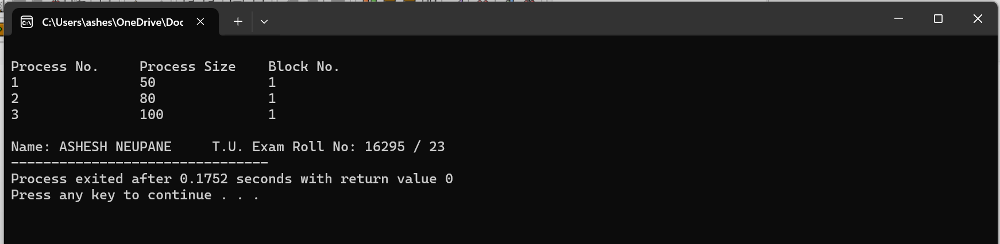 C:\Users\ashes\OneDrive\Doc
Process No. Process Size Block No.
1 50 1
2 80 1
3 100 1
Name: ASHESH NEUPANE T.U. Exam Roll No: 16295 / 23
--------------------------------
Process exited after 0.1752 seconds with return value 0
Press any key to continue . . .